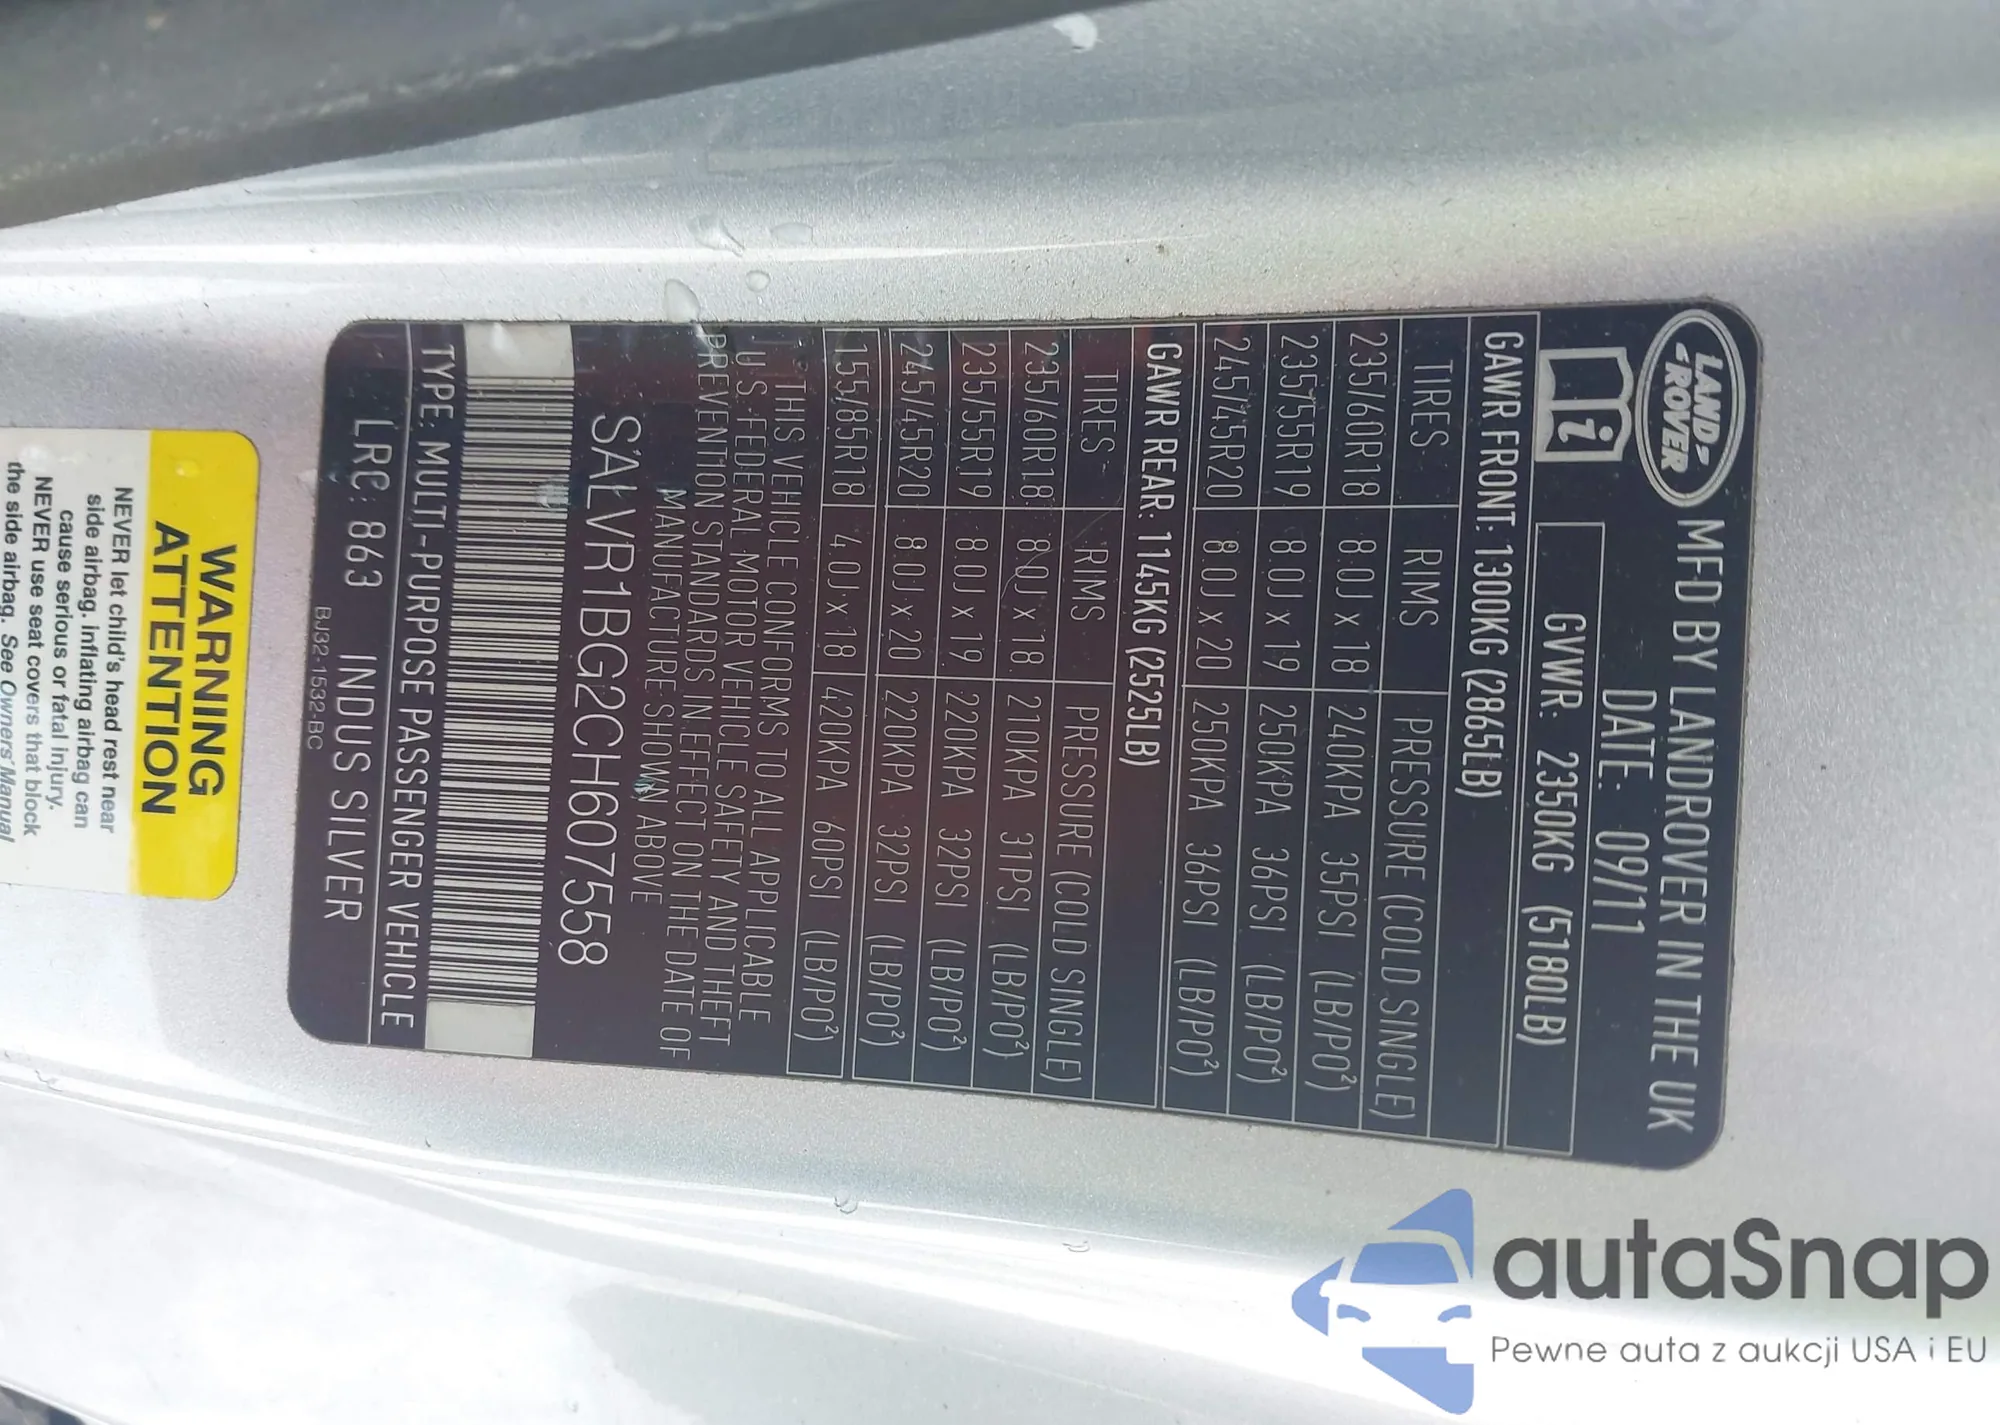 LAND-
-ROVER
MFD BY LANDROVER IN THE UK
DATE: 09/11
i
GVWR: 2350KG (5180LB)
GAWR FRONT: 1300KG (2865LB)
TIRES RIMS PRESSURE (COLD SINGLE)
235/60R18 8.0J x 18 240KPA 35PSI (LB/PO²)
235/55R19 8.0J x 19 250KPA 36PSI (LB/PO²)
245/45R20 8.0J x 20 250KPA 36PSI (LB/PO²)
GAWR REAR: 1145KG (2525LB)
TIRES RIMS PRESSURE (COLD SINGLE)
235/60R18 8.0J x 18 210KPA 31PSI (LB/PO²)
235/55R19 8.0J x 19 220KPA 32PSI (LB/PO²)
245/45R20 8.0J x 20 220KPA 32PSI (LB/PO²)
155/85R18 4.0J x 18 420KPA 60PSI (LB/PO²)
THIS VEHICLE CONFORMS TO ALL APPLICABLE
U.S. FEDERAL MOTOR VEHICLE SAFETY AND THEFT
PREVENTION STANDARDS IN EFFECT ON THE DATE OF
MANUFACTURE SHOWN ABOVE
SALVR1BG2CH607558
TYPE: MULTI-PURPOSE PASSENGER VEHICLE
LRC: 863 INDUS SILVER
BJ32-1532-BC
WARNING
ATTENTION
NEVER let child's head rest near
side airbag. Inflating airbag can
cause serious or fatal injury.
NEVER use seat covers that block
the side airbag. See Owners Manual
autaSnap
Pewne auta z aukcji USA i EU